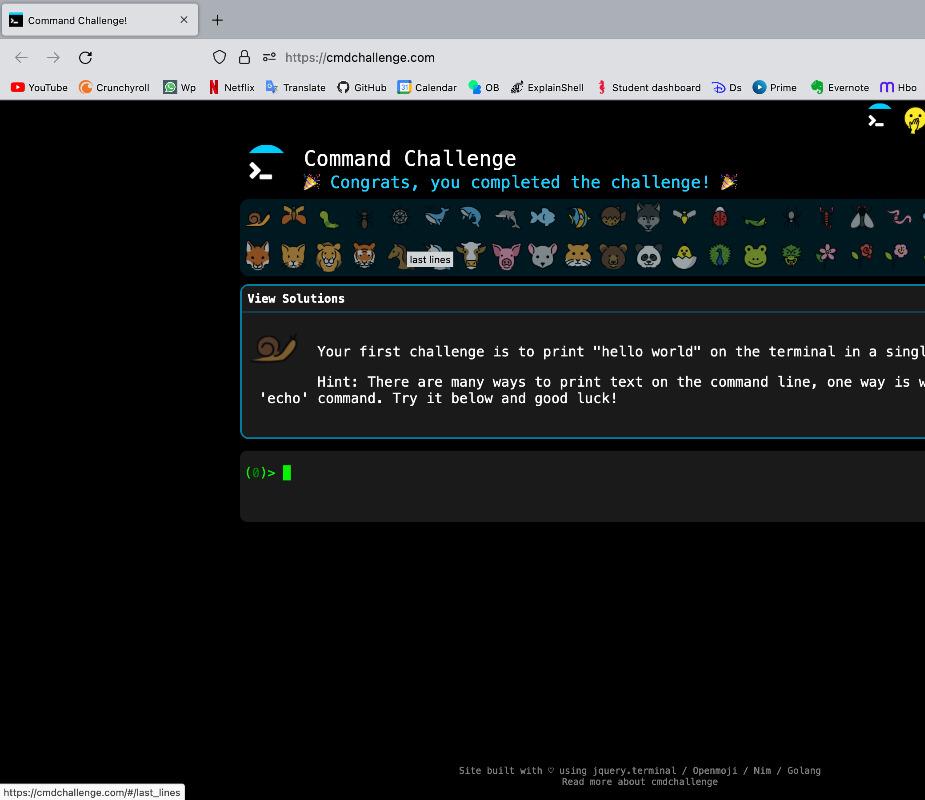 Command Challenge!
https://cmdchallenge.com
YouTube Crunchyroll Wp Netflix Translate GitHub Calendar OB ExplainShell Student dashboard Ds Prime Evernote Hbo
Command Challenge
Congrats, you completed the challenge!
last lines
View Solutions
Your first challenge is to print "hello world" on the terminal in a singl
Hint: There are many ways to print text on the command line, one way is w
'echo' command. Try it below and good luck!
(0)>
Site built with ♡ using jquery.terminal / Openmoji / Nim / Golang
Read more about cmdchallenge
https://cmdchallenge.com/#/last_lines